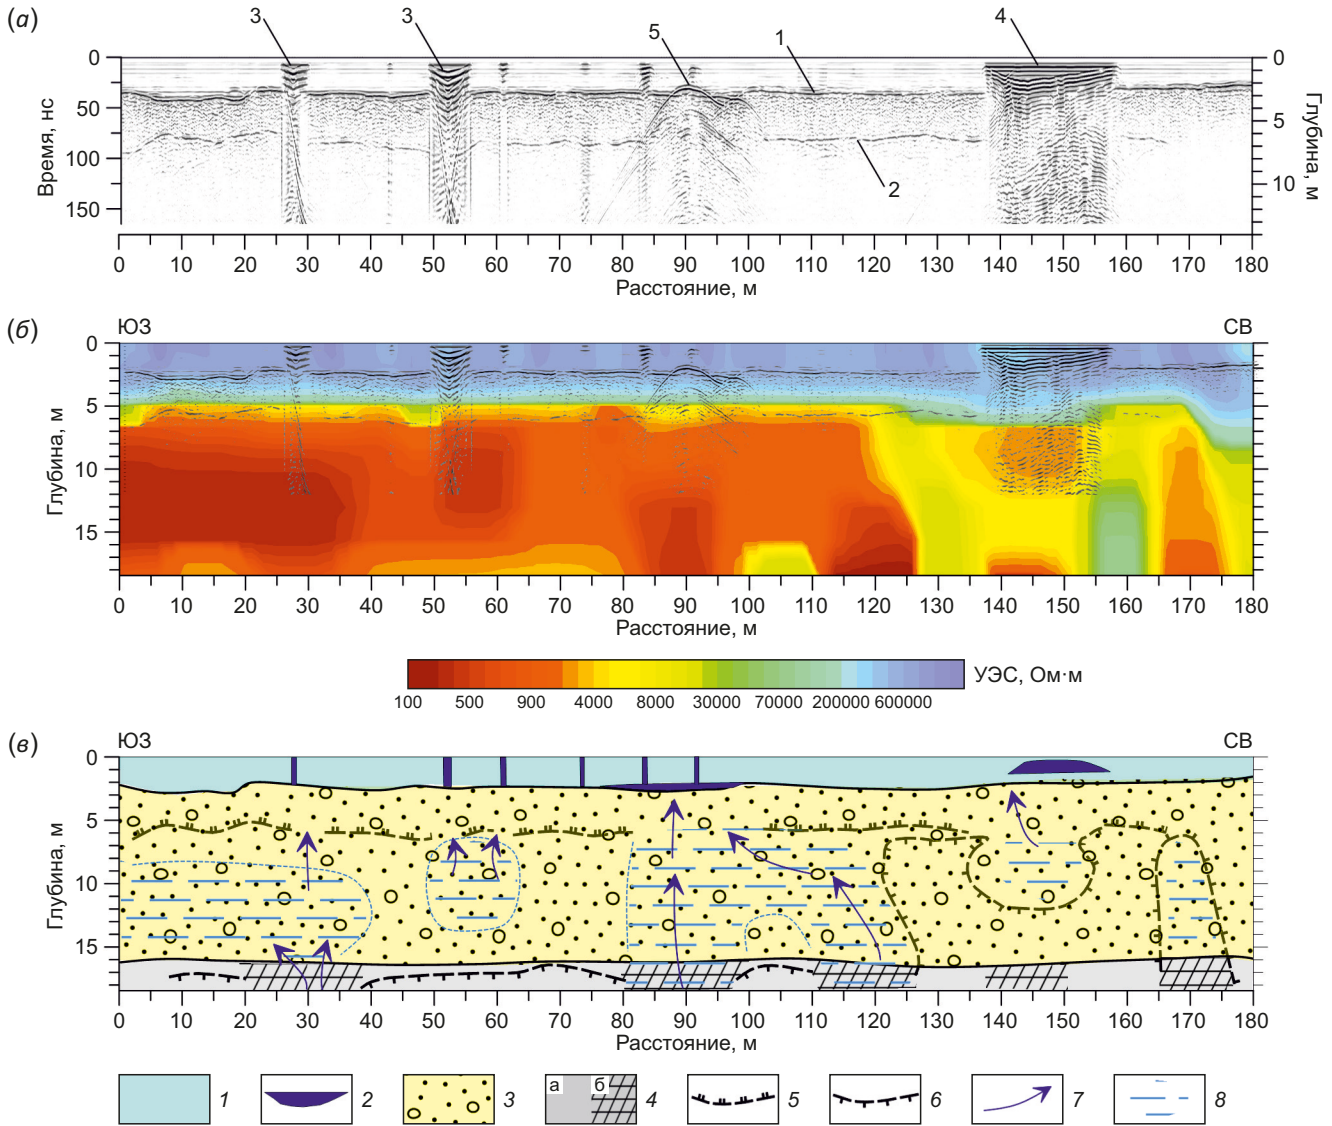 (а)
3 3 5 1 4
0 0
50 5
100 10
150
2
Время, нс
Глубина, м
0 10 20 30 40 50 60 70 80 90 100 110 120 130 140 150 160 170 180
Расстояние, м
(б)
ЮЗ СВ
0
5
10
15
Глубина, м
0 10 20 30 40 50 60 70 80 90 100 110 120 130 140 150 160 170 180
Расстояние, м
УЭС, Ом·м
100 500 900 4000 8000 30000 70000 200000 600000
(в)
ЮЗ СВ
0
5
10
15
Глубина, м
0 10 20 30 40 50 60 70 80 90 100 110 120 130 140 150 160 170 180
Расстояние, м
1 2 3 а б 4 5 6 7 8